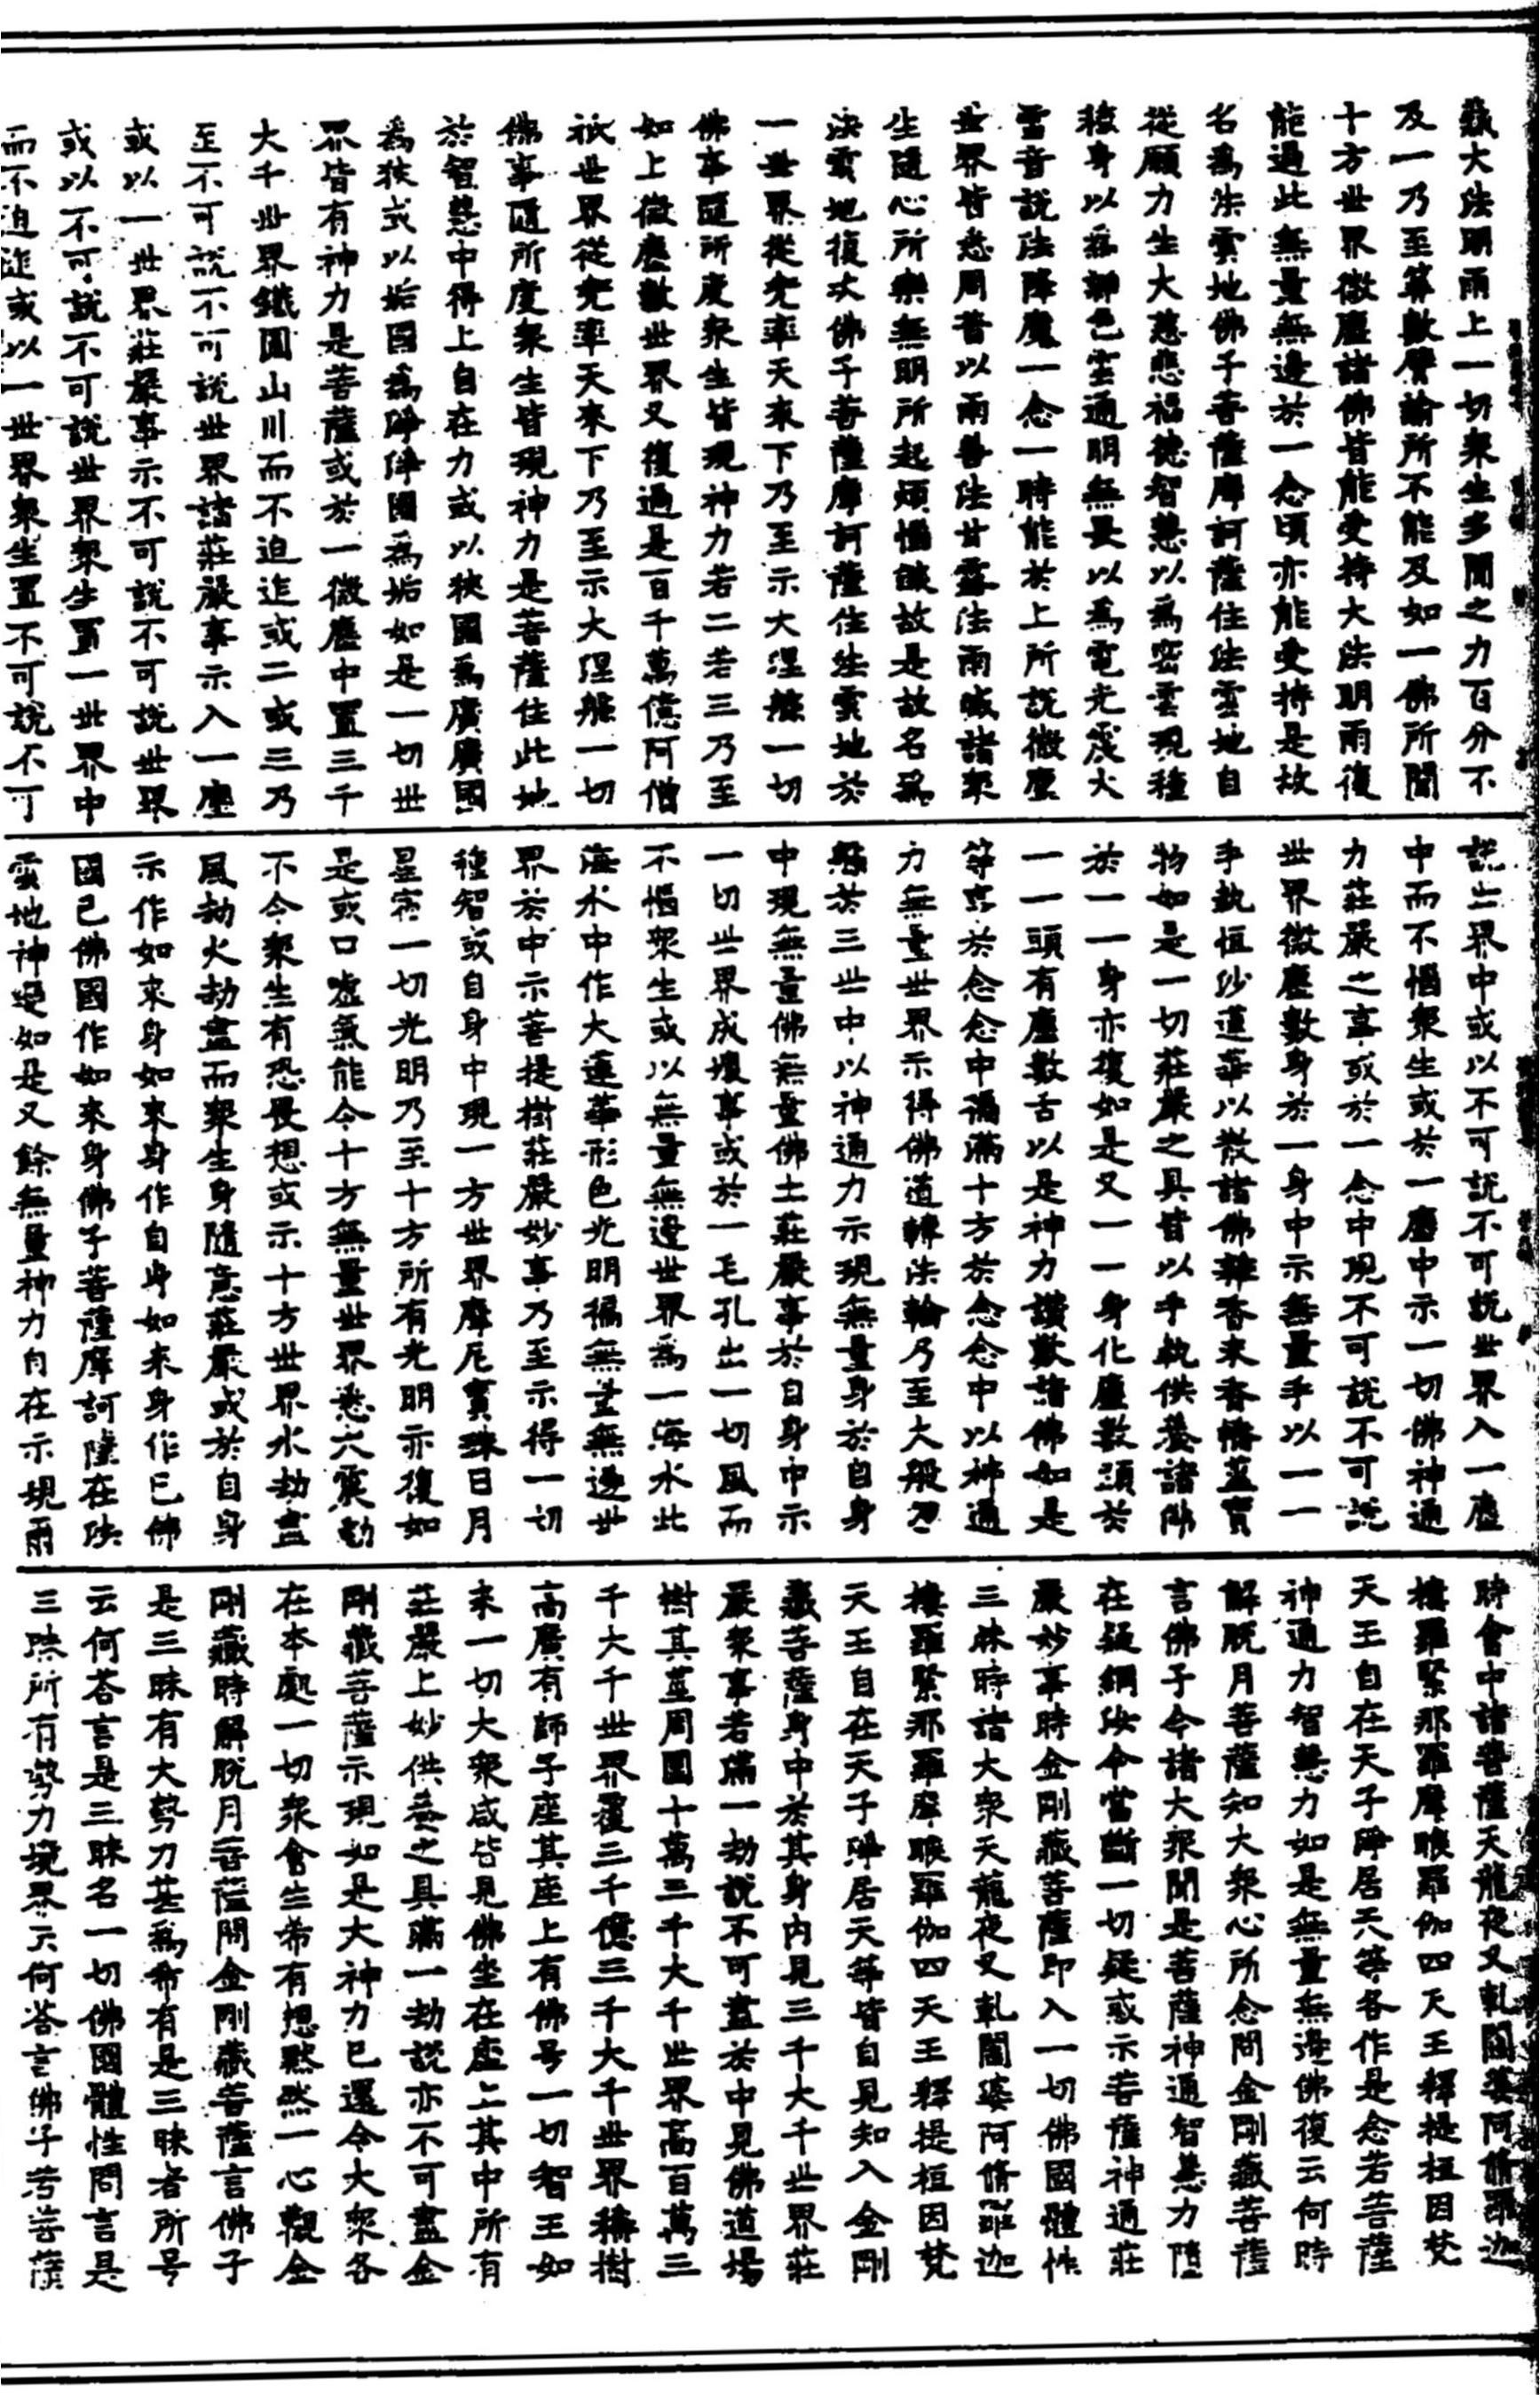 藏大法明雨上一切衆生多聞之力百分不
及一乃至筭數譬諭所不能及如一佛所聞
十方世界微塵諸佛皆能受持大法明雨復
能過此無量無邊於一念頃亦能受持是故
名爲法雲地佛子菩薩摩訶薩住法雲地自
從願力生大慈悲福德智慧以爲密雲現種
種身以爲雜色雲通明無畏以爲電光震大
雷音說法降魔一念一時能於上所說微塵
世界皆悉周普以雨善法甘露法雨滅諸衆
生隨心所樂無明所起煩惱燄故是故名爲
法雲地復次佛子菩薩摩訶薩住法雲地於
一世界從兜率天來下乃至示大涅槃一切
佛事隨所度衆生皆現神力若二若三乃至
如上微塵數世界又復過是百千萬億阿僧
祇世界從兜率天來下乃至示大涅槃一切
佛事隨所度衆生皆現神力是菩薩住此地
於智慧中得上自在力或以狹國爲廣廣國
爲狹或以垢國爲淨淨國爲垢如是一切世
界皆有神力是菩薩或於一微塵中置三千
大千世界鐵圍山川而不迫迮或二或三乃
至不可說不可說世界諸莊嚴事示入一塵
或以一世界莊嚴事示不可說不可說世界
或以不可說不可說世界衆生置一世界中
而不迫迮或以一世界衆生置不可說不可
說世界中或以不可說不可說世界入一塵
中而不惱衆生或於一塵中示一切佛神通
力莊嚴之事或於一念中現不可說不可說
世界微塵數身於一身中示無量手以一一
手執恒沙蓮華以散諸佛雜香末香幡蓋寶
物如是一切莊嚴之具皆以手執供養諸佛
於一一身亦復如是又一一身化塵數頭於
一一頭有塵數舌以是神力讚歎諸佛如是
等事於念念中徧滿十方於念念中以神通
力無量世界示得佛道轉法輪乃至大般涅
槃於三世中以神通力示現無量身於自身
中現無量佛無量佛土莊嚴事於自身中示
一切世界成壞事或於一毛孔出一切風而
不惱衆生或以無量無邊世界爲一海水此
海水中作大蓮華形色光明徧無量無邊世
界於中示菩提樹莊嚴妙事乃至示得一切
種智或自身中現一方世界摩尼寶珠日月
星宿一切光明乃至十方所有光明亦復如
是或口噓氣能令十方無量世界悉六震動
不令衆生有恐畏想或示十方世界水劫盡
風劫火劫盡而衆生身隨意莊嚴或於自身
示作如來身如來身作自身如來身作己佛
國己佛國作如來身佛子菩薩摩訶薩在法
雲地神變如是又餘無量神力自在示現爾
時會中諸菩薩天龍夜叉乾闥婆阿脩羅迦
樓羅緊那羅摩睺羅伽四天王釋提桓因梵
天王自在天子淨居天等各作是念若菩薩
神通力智慧力如是無量無邊佛復云何時
解脫月菩薩知大衆心所念問金剛藏菩薩
言佛子今諸大衆聞是菩薩神通智慧力墮
在疑網汝今當斷一切疑惑示菩薩神通莊
嚴妙事時金剛藏菩薩即入一切佛國體性
三昧時諸大衆天龍夜叉乾闥婆阿脩羅迦
樓羅緊那羅摩睺羅伽四天王釋提桓因梵
天王自在天子淨居天等皆自見知入金剛
藏菩薩身中於其身內見三千大千世界莊
嚴衆事若滿一劫說不可盡於中見佛道場
樹其莖周圍十萬三千大千世界高百萬三
千大千世界覆三千億三千大千世界稱樹
高廣有師子座其座上有佛号一切智王如
來一切大衆咸皆見佛坐在座上其中所有
莊嚴上妙供養之具滿一劫說亦不可盡金
剛藏菩薩示現如是大神力已還令大衆各
在本處一切衆會生希有想默然一心觀金
剛藏時解脫月菩薩問金剛藏菩薩言佛子
是三昧有大勢力甚爲希有是三昧者所号
云何荅言是三昧名一切佛國體性問言是
三昧所有勢力境界云何荅言佛子若菩薩